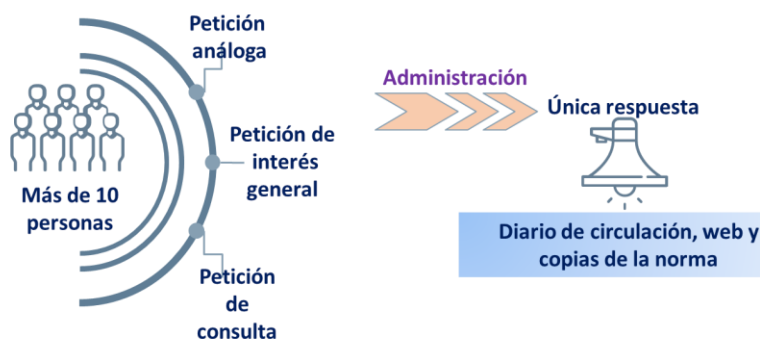 Petición
análoga
Petición de
interés
general
Petición
de
consulta
Más de 10
personas
Administración
Única respuesta
Diario de circulación, web y
copias de la norma